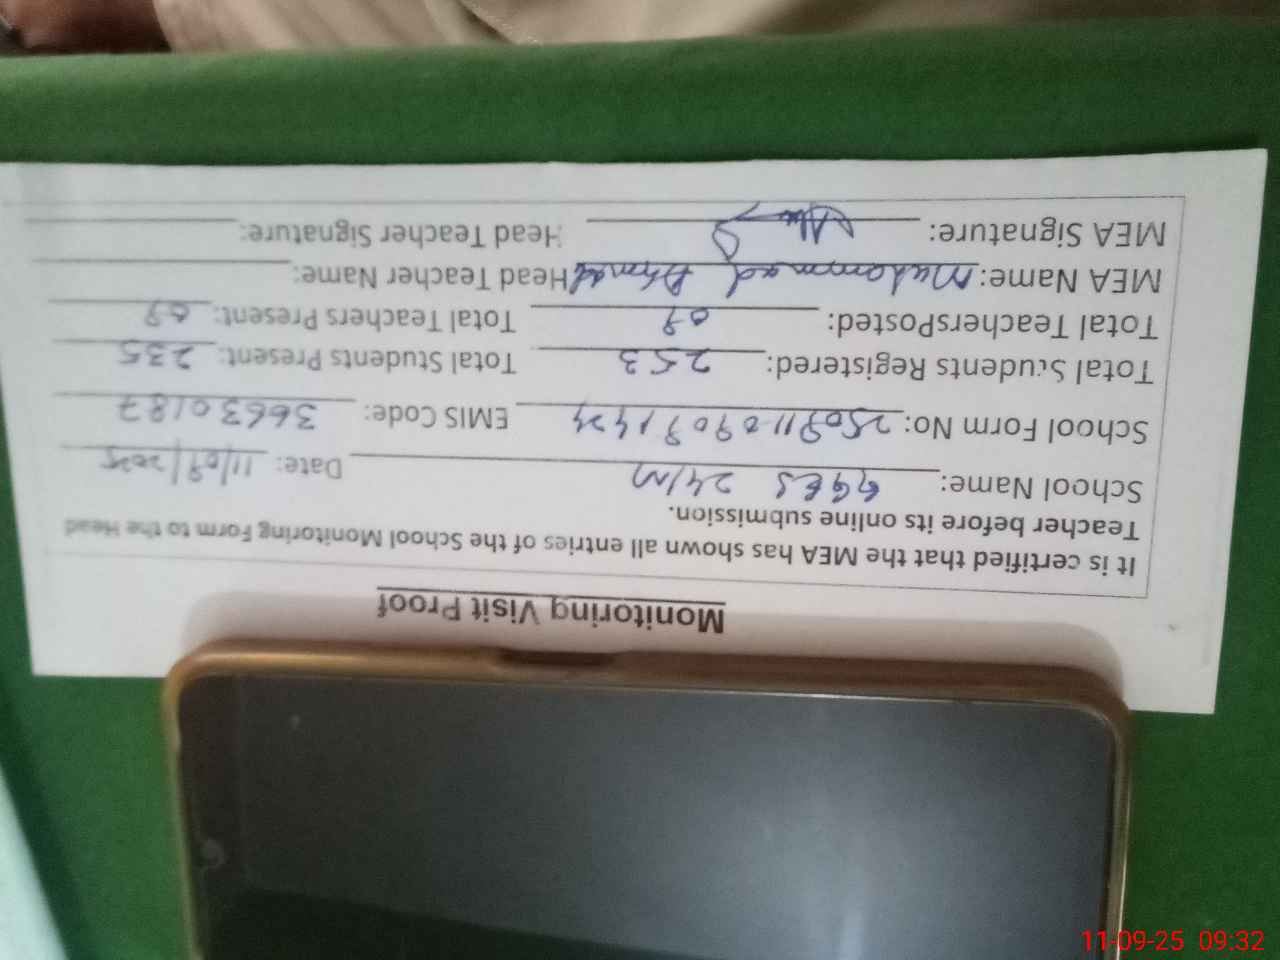 Monitoring Visit Proof
It is certified that the MEA has shown all entries of the School Monitoring Form to the Head
Teacher before its online submission.
School Name: GGES 24/M Date: 11/09/2025
School Form No: EMIS Code: 36630187
Total Students Registered: 253 Total Students Present: 235
Total TeachersPosted: 09 Total Teachers Present: 09
MEA Name: Muhammad Ahmad Head Teacher Name:
MEA Signature: Head Teacher Signature:
11-09-25 09:32